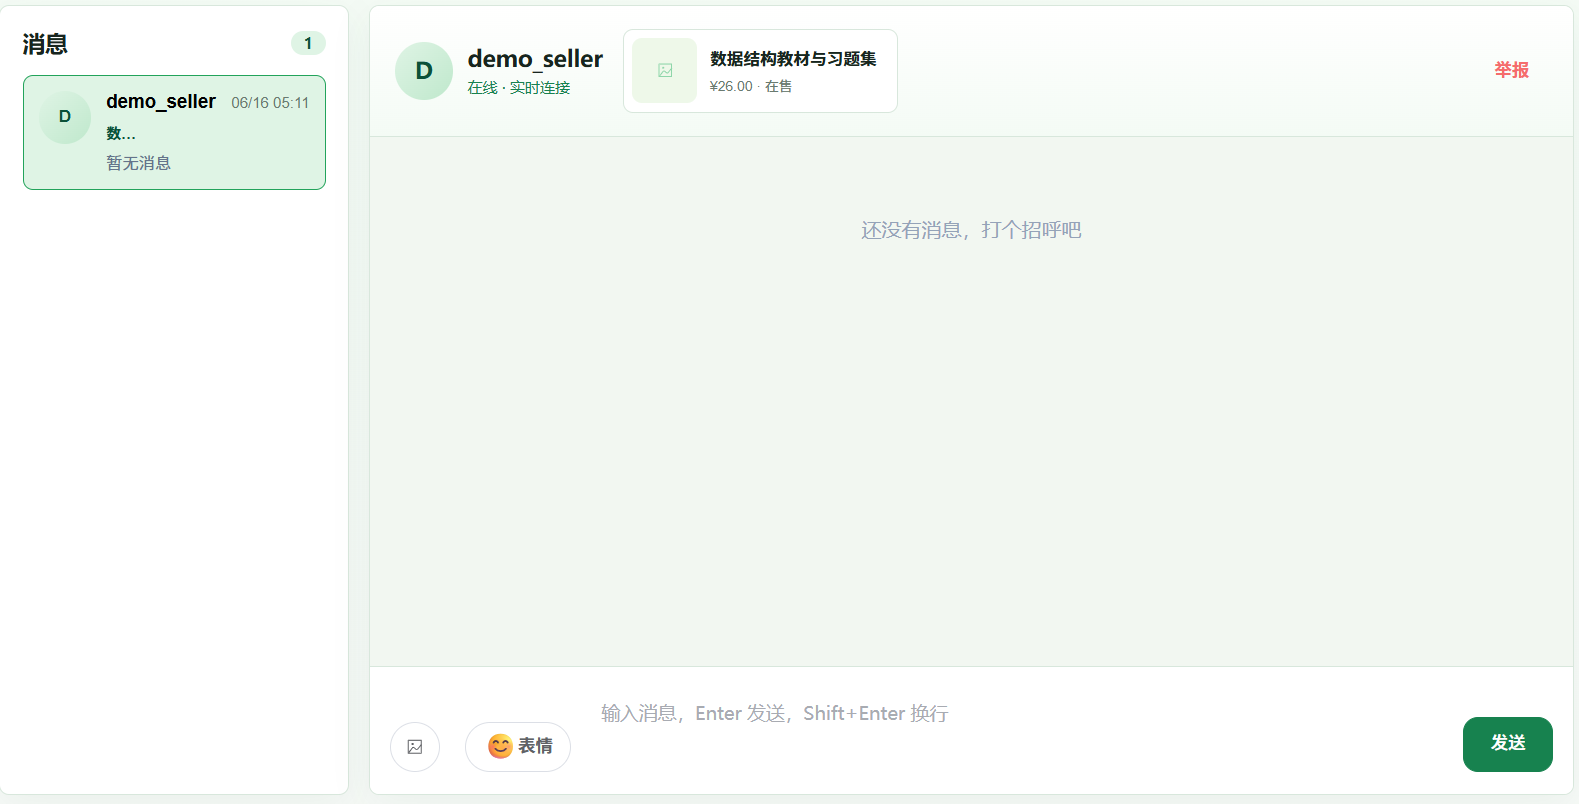 消息
1
D
demo_seller
06/16 05:11
数...
暂无消息
D
demo_seller
在线 · 实时连接
数据结构教材与习题集
¥26.00 · 在售
举报
还没有消息，打个招呼吧
输入消息，Enter 发送，Shift+Enter 换行
😊 表情
发送